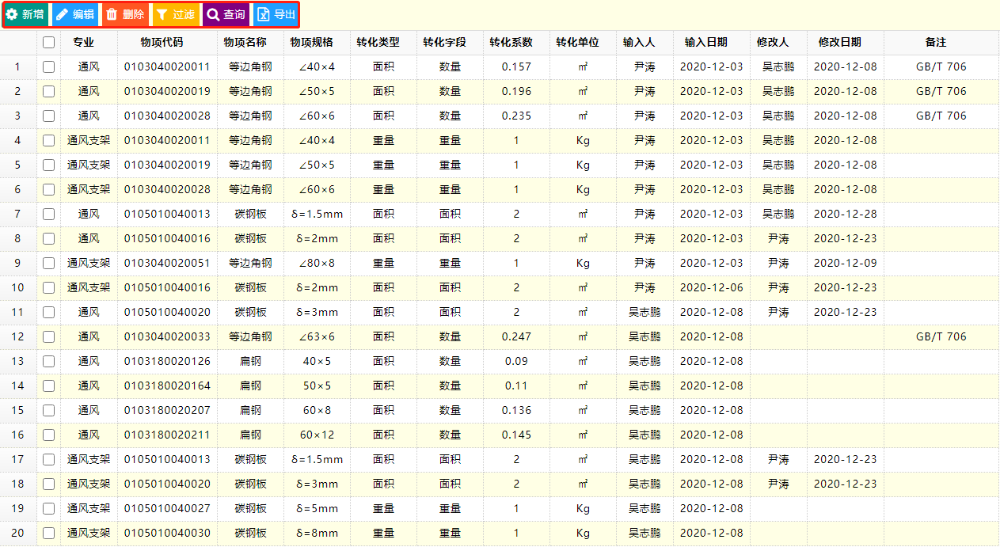 新增 编辑 删除 过滤 查询 导出
专业 物项代码 物项名称 物项规格 转化类型 转化字段 转化系数 转化单位 输入人 输入日期 修改人 修改日期 备注
1 通风 0103040020011 等边角钢 ∠40×4 面积 数量 0.157 ㎡ 尹涛 2020-12-03 吴志鹏 2020-12-08 GB/T 706
2 通风 0103040020019 等边角钢 ∠50×5 面积 数量 0.196 ㎡ 尹涛 2020-12-03 吴志鹏 2020-12-08 GB/T 706
3 通风 0103040020028 等边角钢 ∠60×6 面积 数量 0.235 ㎡ 尹涛 2020-12-03 吴志鹏 2020-12-08 GB/T 706
4 通风支架 0103040020011 等边角钢 ∠40×4 重量 重量 1 Kg 尹涛 2020-12-03 吴志鹏 2020-12-08
5 通风支架 0103040020019 等边角钢 ∠50×5 重量 重量 1 Kg 尹涛 2020-12-03 吴志鹏 2020-12-08
6 通风支架 0103040020028 等边角钢 ∠60×6 重量 重量 1 Kg 尹涛 2020-12-03 吴志鹏 2020-12-08
7 通风 0105010040013 碳钢板 δ=1.5mm 面积 面积 2 ㎡ 尹涛 2020-12-03 吴志鹏 2020-12-28
8 通风 0105010040016 碳钢板 δ=2mm 面积 面积 2 ㎡ 尹涛 2020-12-03 尹涛 2020-12-23
9 通风支架 0103040020051 等边角钢 ∠80×8 重量 重量 1 Kg 尹涛 2020-12-03 尹涛 2020-12-09
10 通风支架 0105010040016 碳钢板 δ=2mm 面积 面积 2 ㎡ 尹涛 2020-12-06 尹涛 2020-12-23
11 通风 0105010040020 碳钢板 δ=3mm 面积 面积 2 ㎡ 吴志鹏 2020-12-08 尹涛 2020-12-23
12 通风 0103040020033 等边角钢 ∠63×6 面积 数量 0.247 ㎡ 吴志鹏 2020-12-08 GB/T 706
13 通风 0103180020126 扁钢 40×5 面积 数量 0.09 ㎡ 吴志鹏 2020-12-08
14 通风 0103180020164 扁钢 50×5 面积 数量 0.11 ㎡ 吴志鹏 2020-12-08
15 通风 0103180020207 扁钢 60×8 面积 数量 0.136 ㎡ 吴志鹏 2020-12-08
16 通风 0103180020211 扁钢 60×12 面积 数量 0.145 ㎡ 吴志鹏 2020-12-08
17 通风支架 0105010040013 碳钢板 δ=1.5mm 面积 面积 2 ㎡ 吴志鹏 2020-12-08 尹涛 2020-12-23
18 通风支架 0105010040020 碳钢板 δ=3mm 面积 面积 2 ㎡ 吴志鹏 2020-12-08 尹涛 2020-12-23
19 通风支架 0105010040027 碳钢板 δ=5mm 重量 重量 1 Kg 吴志鹏 2020-12-08
20 通风支架 0105010040030 碳钢板 δ=8mm 重量 重量 1 Kg 吴志鹏 2020-12-08